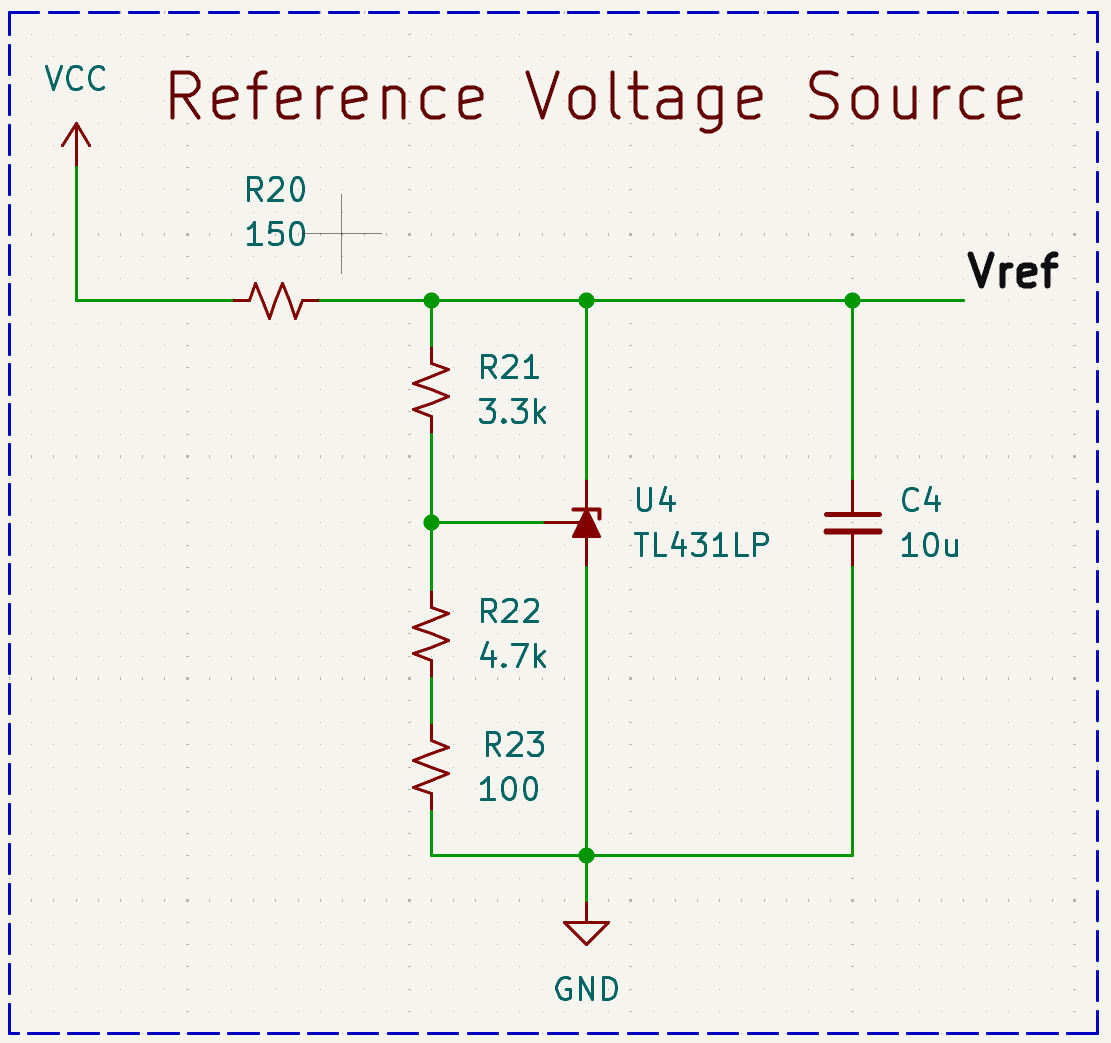 VCC
Reference Voltage Source
R20
150
Vref
R21
3.3k
U4
TL431LP
C4
10u
R22
4.7k
R23
100
GND